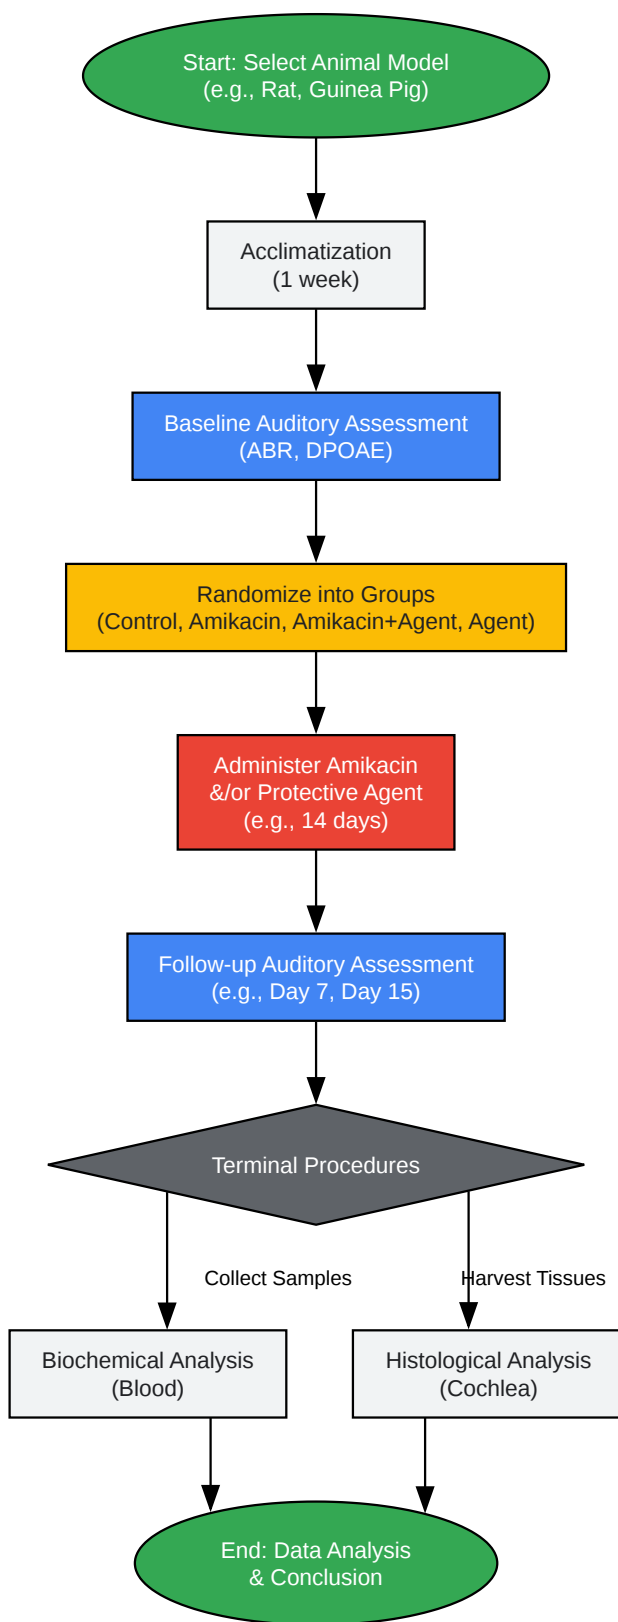 Start: Select Animal Model
(e.g., Rat, Guinea Pig)
Acclimatization
(1 week)
Baseline Auditory Assessment
(ABR, DPOAE)
Randomize into Groups
(Control, Amikacin, Amikacin+Agent, Agent)
Administer Amikacin
&/or Protective Agent
(e.g., 14 days)
Follow-up Auditory Assessment
(e.g., Day 7, Day 15)
Terminal Procedures
Collect Samples
Harvest Tissues
Biochemical Analysis
(Blood)
Histological Analysis
(Cochlea)
End: Data Analysis
& Conclusion